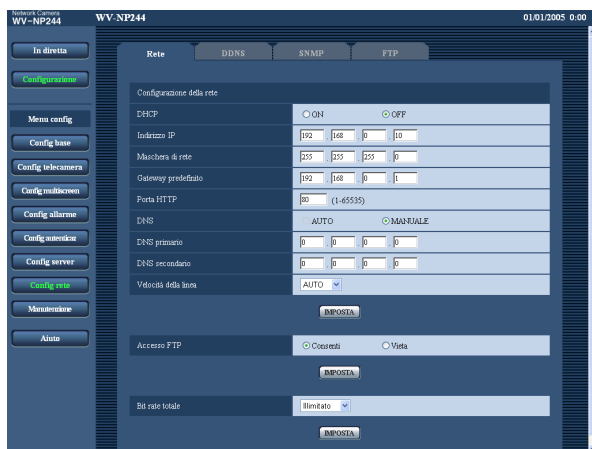 Network Camera
WV-NP244
WV-NP244
01/01/2005 0:00
In diretta
Configurazione
Menu config
Config base
Config telecamera
Config multiscreen
Config allarme
Config autenticaz
Config server
Config rete
Manutenzione
Aiuto
Rete DDNS SNMP FTP
Configurazione della rete
DHCP ON OFF
Indirizzo IP 192 . 168 . 0 . 10
Maschera di rete 255 . 255 . 255 . 0
Gateway predefinito 192 . 168 . 0 . 1
Porta HTTP 80 (1-65535)
DNS AUTO MANUALE
DNS primario 0 . 0 . 0 . 0
DNS secondario 0 . 0 . 0 . 0
Velocità della linea AUTO
IMPOSTA
Accesso FTP Consenti Vieta
IMPOSTA
Bit rate totale Illimitato
IMPOSTA